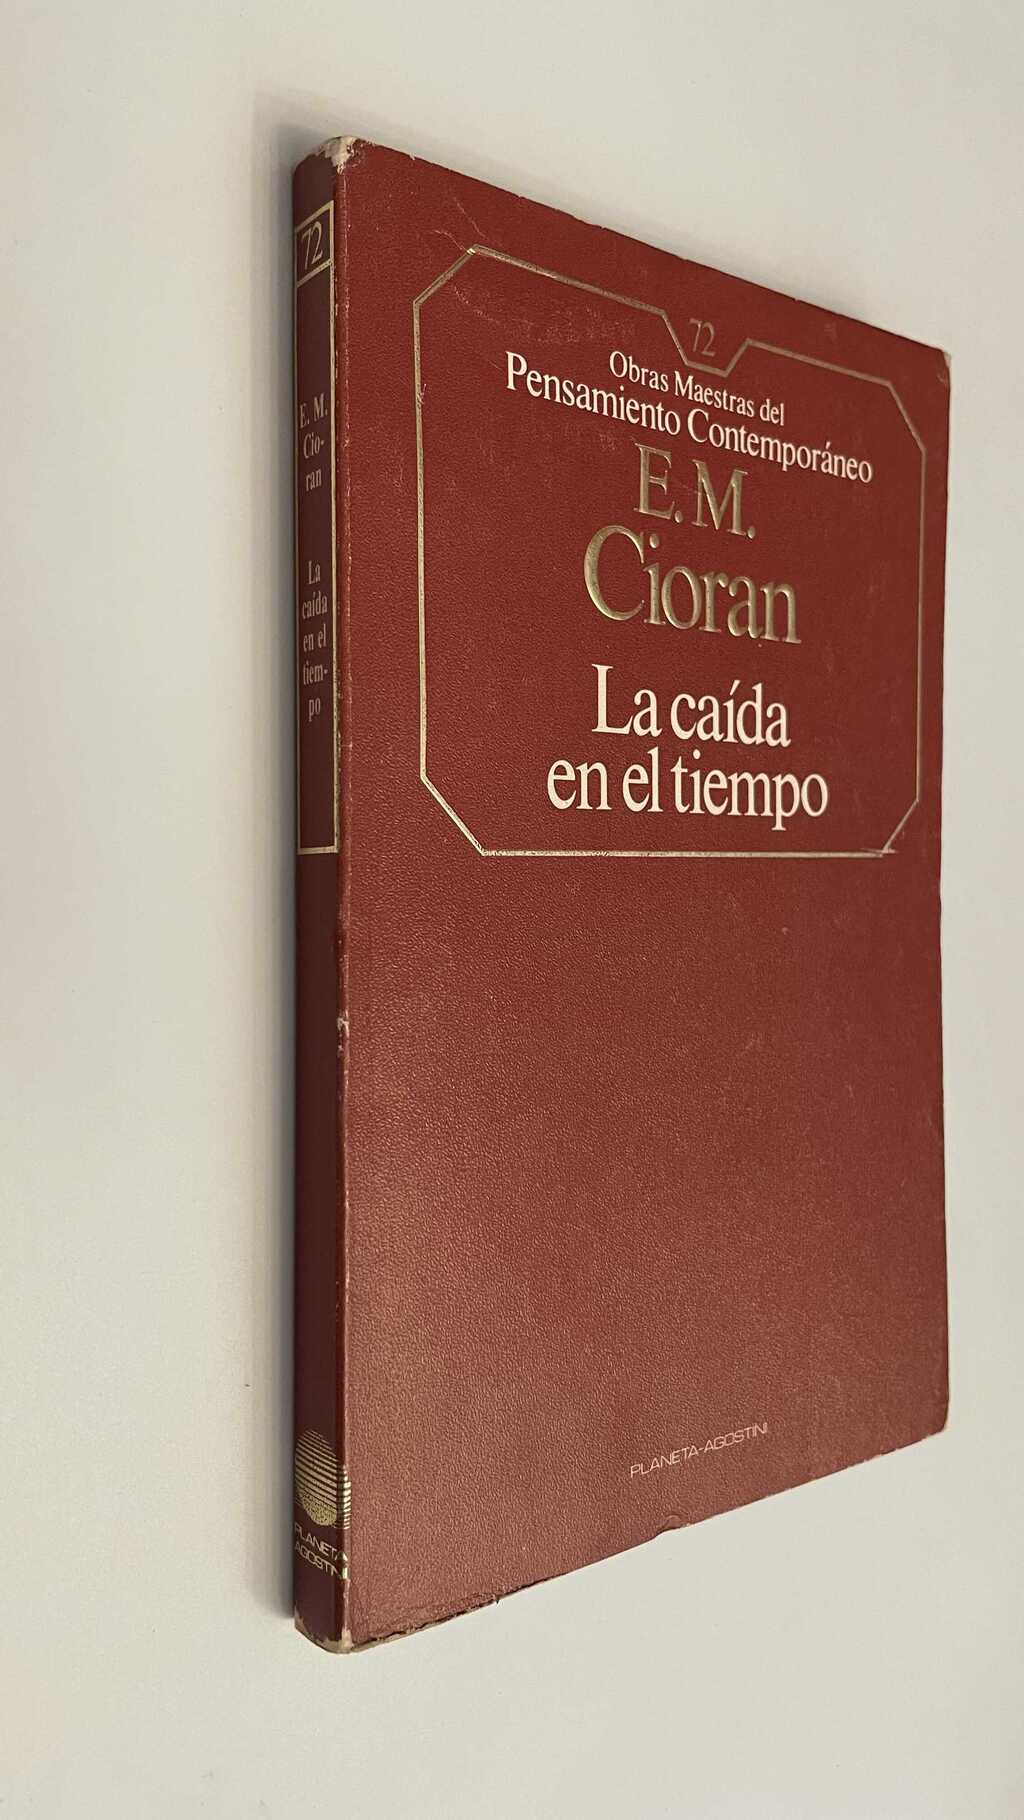 72
E. M.
Cio-
ran
La
caída
en el
tiem-
po
PLANETA
AGOSTINI
72
Obras Maestras del
Pensamiento Contemporáneo
E. M.
Cioran
La caída
en el tiempo
PLANETA-AGOSTINI